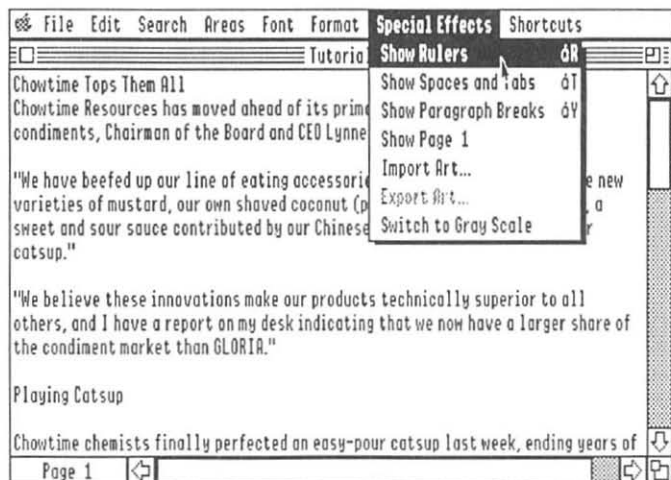 File Edit Search Areas Font Format Special Effects Shortcuts
Tutorial
Show Rulers R
Show Spaces and Tabs T
Show Paragraph Breaks Y
Show Page 1
Import Art...
Export Art...
Switch to Gray Scale
Chowtime Tops Them All
Chowtime Resources has moved ahead of its
condiments, Chairman of the Board and CEO Lynne
"We have beefed up our line of eating new
varieties of mustard, our own shaved coconut a
sweet and sour sauce contributed by our Chinese
catsup."
"We believe these innovations make our products technically superior to all
others, and I have a report on my desk indicating that we now have a larger share of
the condiment market than GLORIA."
Playing Catsup
Chowtime chemists finally perfected an easy-pour catsup last week, ending years of
Page 1